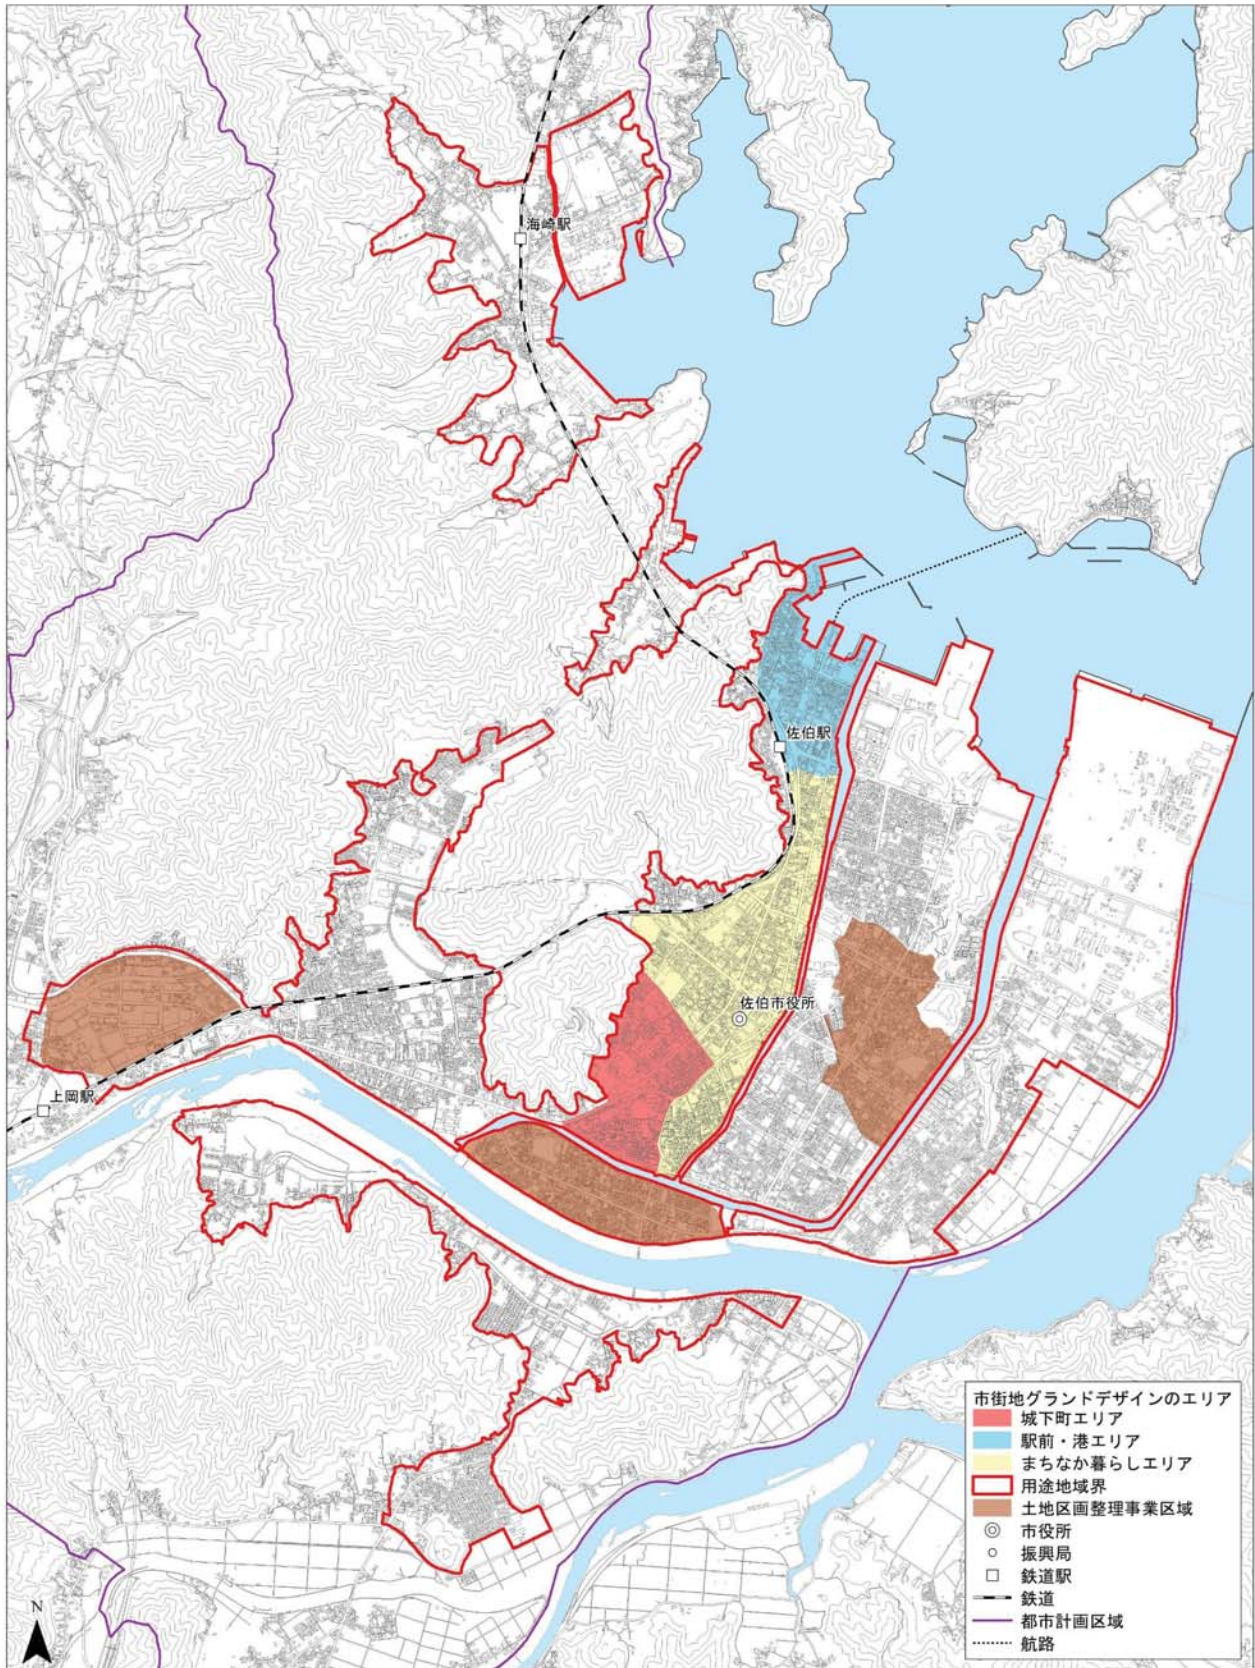 海崎駅
佐伯駅
佐伯市役所
上岡駅
市街地グランドデザインのエリア
城下町エリア
駅前・港エリア
まちなか暮らしエリア
用途地域界
土地区画整理事業区域
市役所
振興局
鉄道駅
鉄道
都市計画区域
航路
N